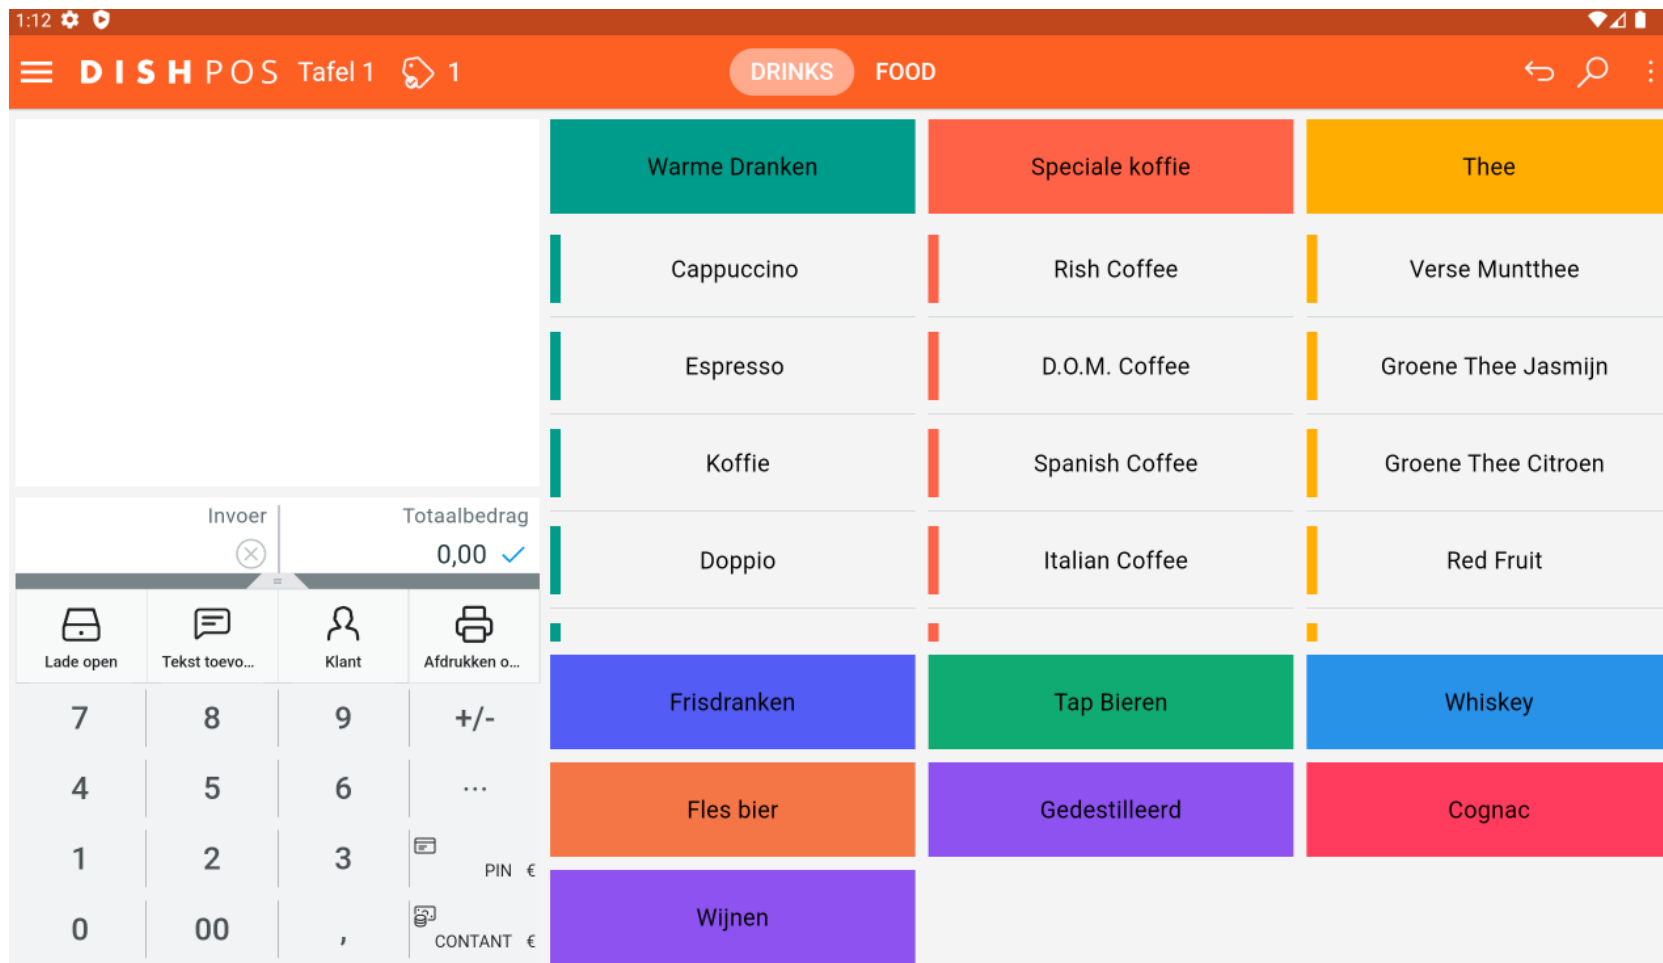 1:12
DISH POS Tafel 1 1 DRINKS FOOD
Warme Dranken Speciale koffie Thee
Cappuccino Rish Coffee Verse Muntthee
Espresso D.O.M. Coffee Groene Thee Jasmijn
Koffie Spanish Coffee Groene Thee Citroen
Doppio Italian Coffee Red Fruit
Frisdranken Tap Bieren Whiskey
Fles bier Gedestilleerd Cognac
Wijnen
Invoer Totaalbedrag
0,00
Lade open Tekst toevo... Klant Afdrukken o...
7 8 9 +/-
4 5 6 ...
1 2 3 PIN €
0 00 , CONTANT €